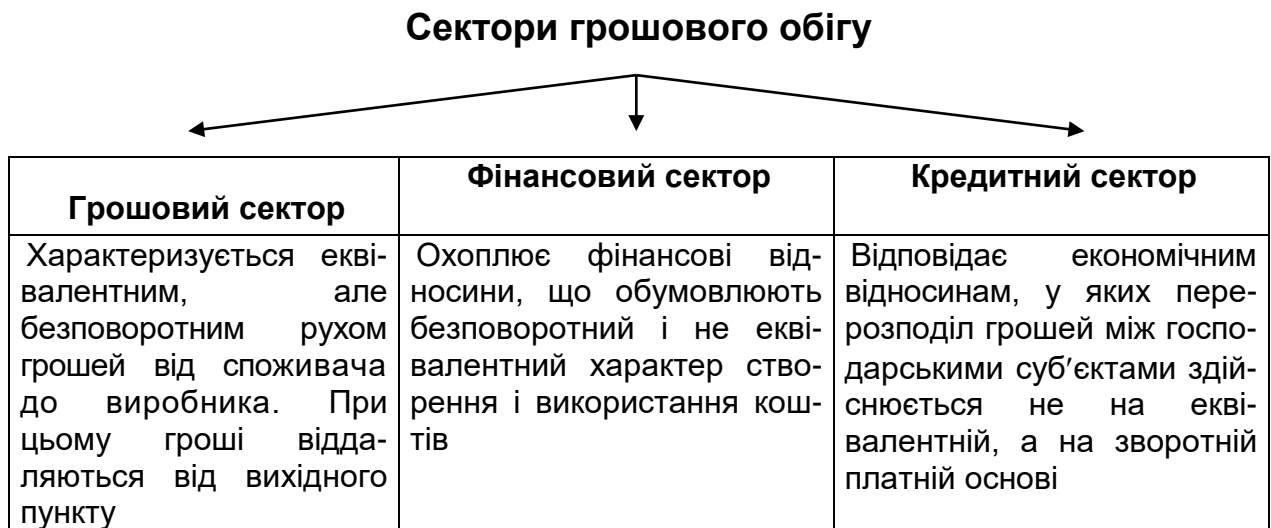 Сектори грошового обігу
Грошовий сектор
Характеризується екві-
валентним, але
безповоротним рухом
грошей від споживача
до виробника. При
цьому гроші відда-
ляються від вихідного
пункту
Фінансовий сектор
Охоплює фінансові від-
носини, що обумовлюють
безповоротний і не екві-
валентний характер ство-
рення і використання кош-
тів
Кредитний сектор
Відповідає економічним
відносинам, у яких пере-
розподіл грошей між госпо-
дарськими суб′єктами здій-
снюється не на екві-
валентній, а на зворотній
платній основі